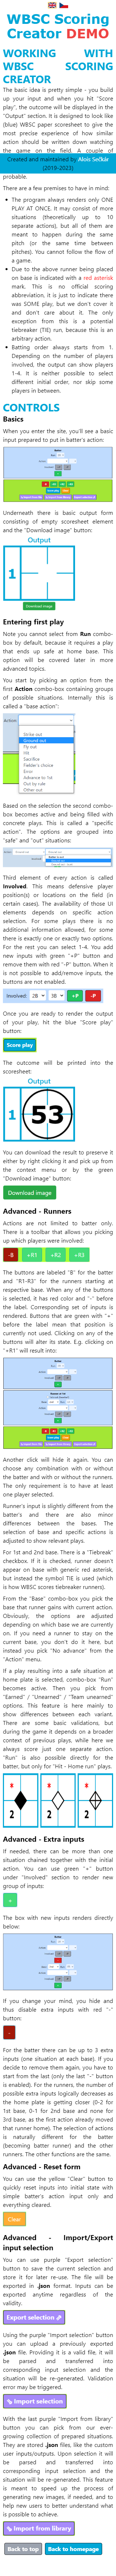 WBSC Scoring
Creator DEMO
WORKING WITH
WBSC SCORING
CREATOR
The basic idea is pretty simple - you build
up your input and when you hit "Score
play", the outcome will be displayed in the
"Output" section. It is designed to look like
(blue) WBSC paper scoresheet to give the
action that be written after
the game on the field. A couple of
Created and maintained by Alois Sečkár
(2019-2023)
probable.
There are a few principles to have in mind:
• The program always renders only ONE
PLAY AT ONCE. It may consist of more
situations (theoretically up to 10
separate actions), but all of them are
meant to happen during the same
pitch (or the same time between
pitches). You cannot use it to render
a game.
• Due to the above runner being placed
on base is indicated with a red asterisk
mark. This is no official scoring
abbreviation, it is just to indicate there
was SOME play, but we don't care now
and it don't care about it. The only
exception from this is a potential
tiebreak (TIE) run, because this is an
arbitrary action.
• Batting order always starts from 1.
Depending on the number of players
involved, the output can show players
1-4. It is neither possible to select
different initial order, nor skip some
players in between.
CONTROLS
Basics
When you enter the site, you'll see a basic
form prepared to put in a batter's action:
Underneath there is basic output form
consisting of empty scoresheet element
and the "Download image" button:
Output
1
Download image
Entering first play
Note you cannot select from Run combo-
box by default, because it require a play
that ends up safe at the home base. This
option will be covered later in more
advanced topics.
You start by picking an option from the
first Action combo-box containing the list
of possible situations. Internally this is
called a "base action":
Action:
Strike out
Ground out
Fly out
Hit
Sacrifice
Fielder's choice
Error
Advance to 1st
Out by rule
Other out
Based on the selected option second
combo-box becomes active and being filled with
complex plays. This is called a "specific
action". The options are grouped into
"safe" and "out" situations:
Third element of every action is called
Involved. This means defensive player
position(s) or locations on the field (in
some cases). The availability of those
elements depends on specific action
selection. For some plays there is no
additional info required, for some there
is exactly one or exactly two inputs to set.
For the rest you can have 1-4. You add
new inputs with green "+P" button and
remove them with red "-P" button. When it
hides, number of inputs is maximal or it is
not possible to added.
Involved: 2B 3B +P -P
Once you are ready to render the output
of your play, hit the yellow "Score play"
button:
Score play
The outcome will be printed into the
scoresheet:
Output
1 53
You can download the result to preserve it
either by right clicking it and pick up from
the context menu or by the green
"Download image" button:
Download image
Advanced - Runners
Actions are not limited to batter only,
there is toolbar that allows you picking
up which players were involved:
-B +R1 +R2 +R3
The buttons are labeled "B" for the batter
and "R1-R3" for the runner starting at
respective base. When any of the buttons
is selected, it has red color and "-" before
the label. Corresponding group of inputs is
rendered. Buttons that are green with "+"
before the label mean that position is
currently not used. Clicking on any of the
buttons will alter its state. E.g. clicking on
"+R1" will result into:
Another click will hide it again. You can
choose any combination with or without
the batter that may exist in the real game.
The only requirement is to have at least
one player selected.
Runner's input is slightly different from the
batter's and there are also minor
differences between the bases. The
selection of base and specific actions is
adjusted to show relevant plays.
For 1st and 2nd base. There is a "Tiebreak"
checkbox. If it is checked, the runner will
appear on base with generic red asterisk,
but instead the symbol TIE is used (which
is how WBSC scores tiebreaker runners).
From the "Base" combo-box you pick the
base that runner gains with current action.
Obviously, the options are adjusted
depending on which base we are currently
on. If you need a runner to stay on the
current base, you don't do it here, but
instead you pick "No advance" option in
"Action" menu.
If a play resulting into a safe situation at
home plate is selected, combo-box "Run"
becomes active. Then you pick from
"Earned" / "Unearned" / "Team unearned"
options. This feature is here mainly to
show differences between each variant.
There are some basic validations, but
during the game it depends on a broader
context of previous plays, while here we
always score just one separate action.
"Run" is also possible directly for the
batter, but only for "Hit - Home run" plays.
Advanced - Extra inputs
If needed, there can be more than one
situation chained together with the initial
action. You can use green "+" button
under "Involved" section to render new
group of inputs:
+
The box with new inputs renders directly
below:
If you change your mind, you hide and
thus disable extra inputs with red "-"
button:
-
For the batter there can be up to 3 extra
inputs (one situation at each base). If you
decide to remove them again, you have to
start from the last (only the last "-" button
is enabled). For the runners, the number of
possible extra inputs logically decreases as
the home plate is getting closer (0-2 for
1st base, 0-1 for 2nd base and none for
3rd base, as the first action already moved
that runner home). The selection of actions
is naturally different for the batter
(becoming batter runner) and the other
runners. The other functions are the same.
Advanced - Reset form
You can use the yellow "Clear" button to
quickly reset inputs into initial state with
simple batter's action input only and
everything cleared.
Clear
Advanced - Import/Export
input selection
You can use purple "Export selection"
button to save the current selection and
store it for later re-use. The file will be
exported in .json format. Inputs can be
exported anytime regardless of the
validity.
Export selection
Using the purple "Import selection" button
you can upload a previously exported
.json file. Providing it is a valid file, it will
be parsed and transferred into
corresponding input selection and the
situation will be re-generated. Validation
error may be triggered.
Import selection
With the last purple "Import from library"
button you can pick from our ever-
growing collection of prepared situations.
They are stored .json files, like the custom
user inputs/outputs. Upon selection it will
be parsed and transferred into
corresponding input selection and the
situation will be re-generated. This feature
is meant to speed up the process of
generating new images, if needed, and to
help new users to better understand what
is possible to achieve.
Import from library
Back to top Back to homepage